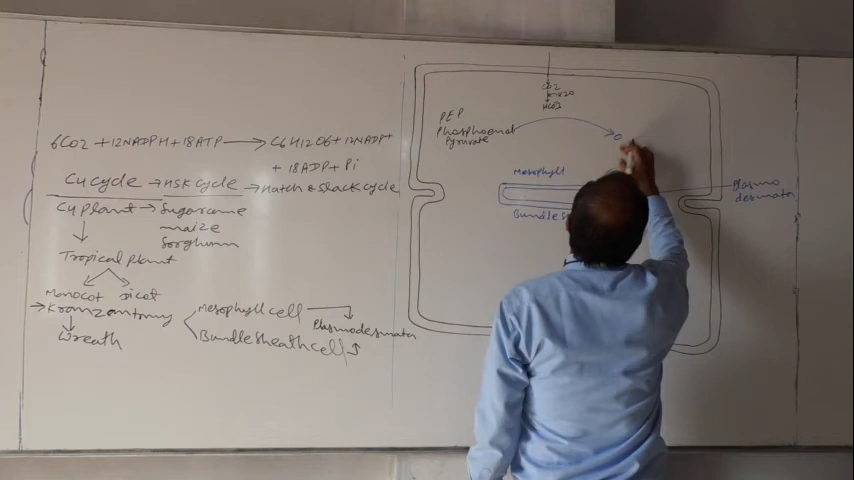 6CO2 + 12NADPH + 18ATP → C6H12O6 + 12NADP+
+ 18ADP + Pi
C4 cycle → HSK cycle → Hatch & Slack cycle
C4 plant → Sugarcane
maize
Sorghum
Tropical plant
Monocot Dicot
→ Kranz anatomy
Wreath
Mesophyll cell
Plasmodesmata
Bundle Sheath cell
CO2
H2O
HCO3
PEP
Phosphoenol
Pyruvate
O
Mesophyll
Bundle S
Plasmo
desmata